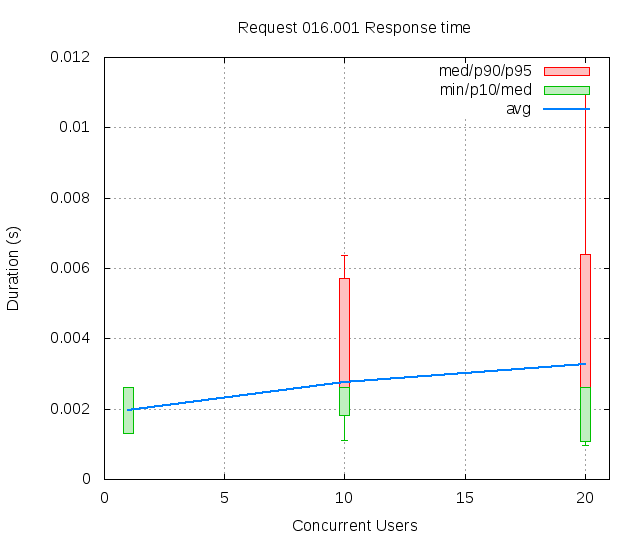 Request 016.001 Response time
med/p90/p95
min/p10/med
avg
0.012
0.01
0.008
0.006
0.004
0.002
0
Duration (s)
0 5 10 15 20
Concurrent Users